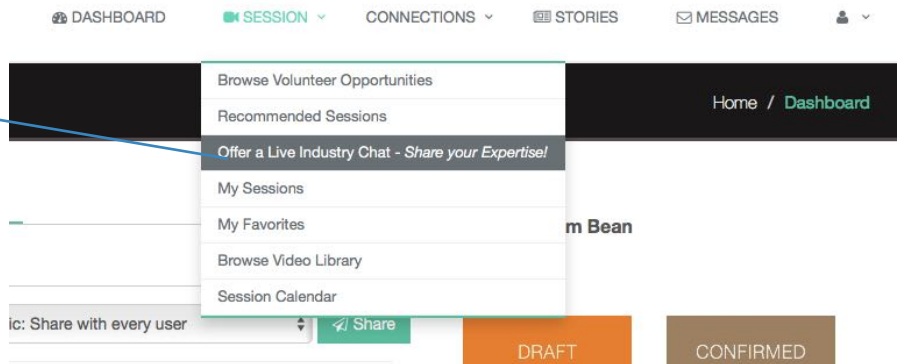 DASHBOARD SESSION CONNECTIONS STORIES MESSAGES
Browse Volunteer Opportunities
Home / Dashboard
Recommended Sessions
Offer a Live Industry Chat - Share your Expertise!
My Sessions
My Favorites
m Bean
Browse Video Library
Session Calendar
ic: Share with every user Share
DRAFT CONFIRMED